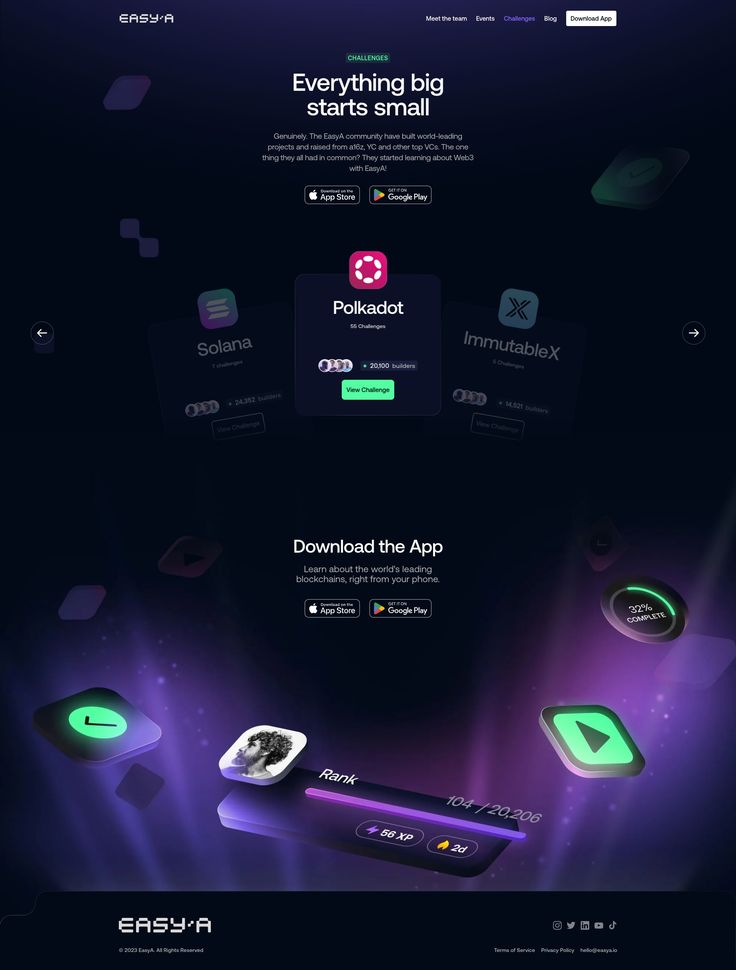 EASY·A
Meet the team Events Challenges Blog Download App
CHALLENGES
Everything big
starts small
Genuinely. The EasyA community have built world-leading
projects and raised from a16z, YC and other top VCs. The one
thing they all had in common? They started learning about Web3
with EasyA!
Download on the
App Store
GET IT ON
Google Play
Solana
7 challenges
24,352 builders
View Challenge
Polkadot
55 Challenges
20,100 builders
View Challenge
ImmutableX
5 Challenges
14,521 builders
View Challenge
Download the App
Learn about the world's leading
blockchains, right from your phone.
Download on the
App Store
GET IT ON
Google Play
32%
COMPLETE
Rank
104 / 20,206
56 XP
2d
EASY·A
© 2023 EasyA. All Rights Reserved
Terms of Service Privacy Policy hello@easya.io